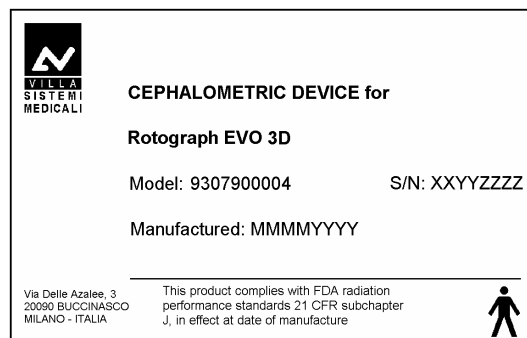 VILLA
SISTEMI
MEDICALI
CEPHALOMETRIC DEVICE for
Rotograph EVO 3D
Model: 9307900004 S/N: XXYYZZZZ
Manufactured: MMMMYYYY
Via Delle Azalee, 3
20090 BUCCINASCO
MILANO - ITALIA
This product complies with FDA radiation
performance standards 21 CFR subchapter
J, in effect at date of manufacture